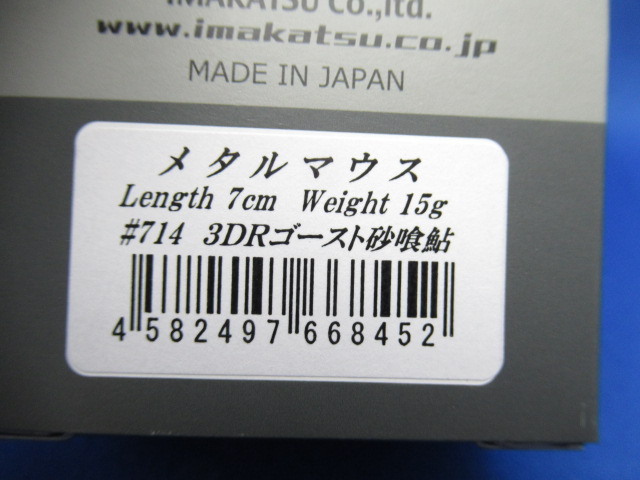 IMAKATSU Co.,ltd.
www.imakatsu.co.jp
MADE IN JAPAN
メタルマウス
Length 7cm Weight 15g
#714 3DRゴースト砂喰鮎
4 582497 668452